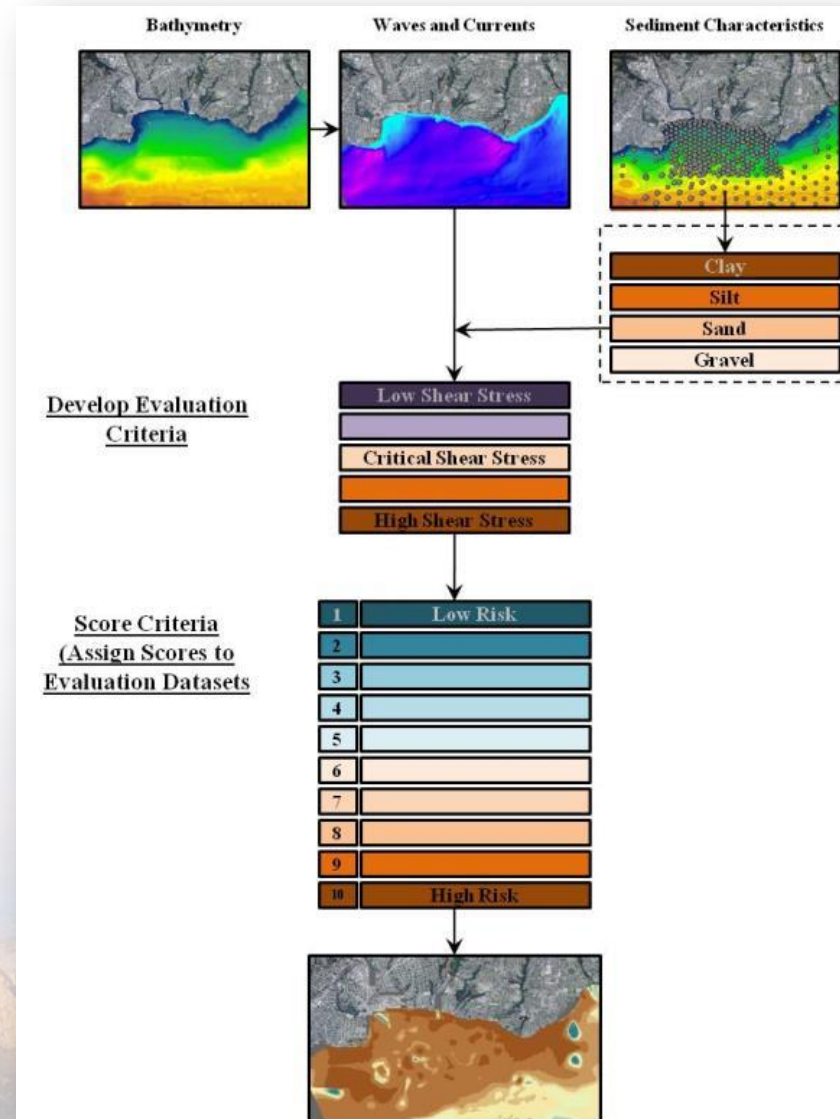 Bathymetry
Waves and Currents
Sediment Characteristics
Clay
Silt
Sand
Gravel
Develop Evaluation
Criteria
Low Shear Stress
Critical Shear Stress
High Shear Stress
Score Criteria
(Assign Scores to
Evaluation Datasets
1 Low Risk
2
3
4
5
6
7
8
9
10 High Risk